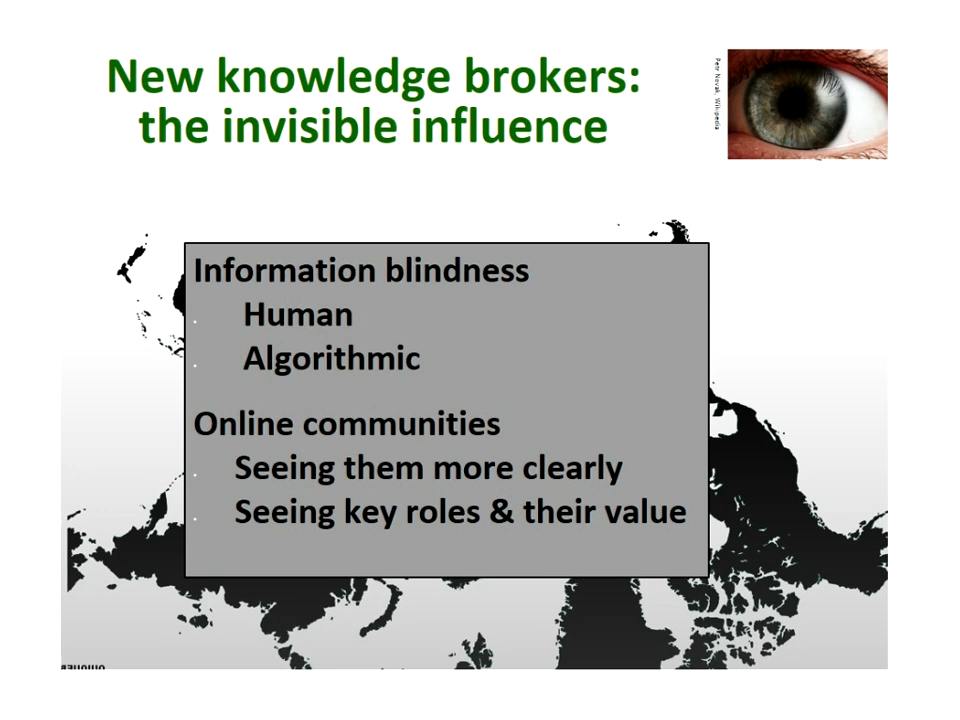 New knowledge brokers:
the invisible influence
Petr Novak, Wikipedia
Information blindness
Human
Algorithmic
Online communities
Seeing them more clearly
Seeing key roles & their value